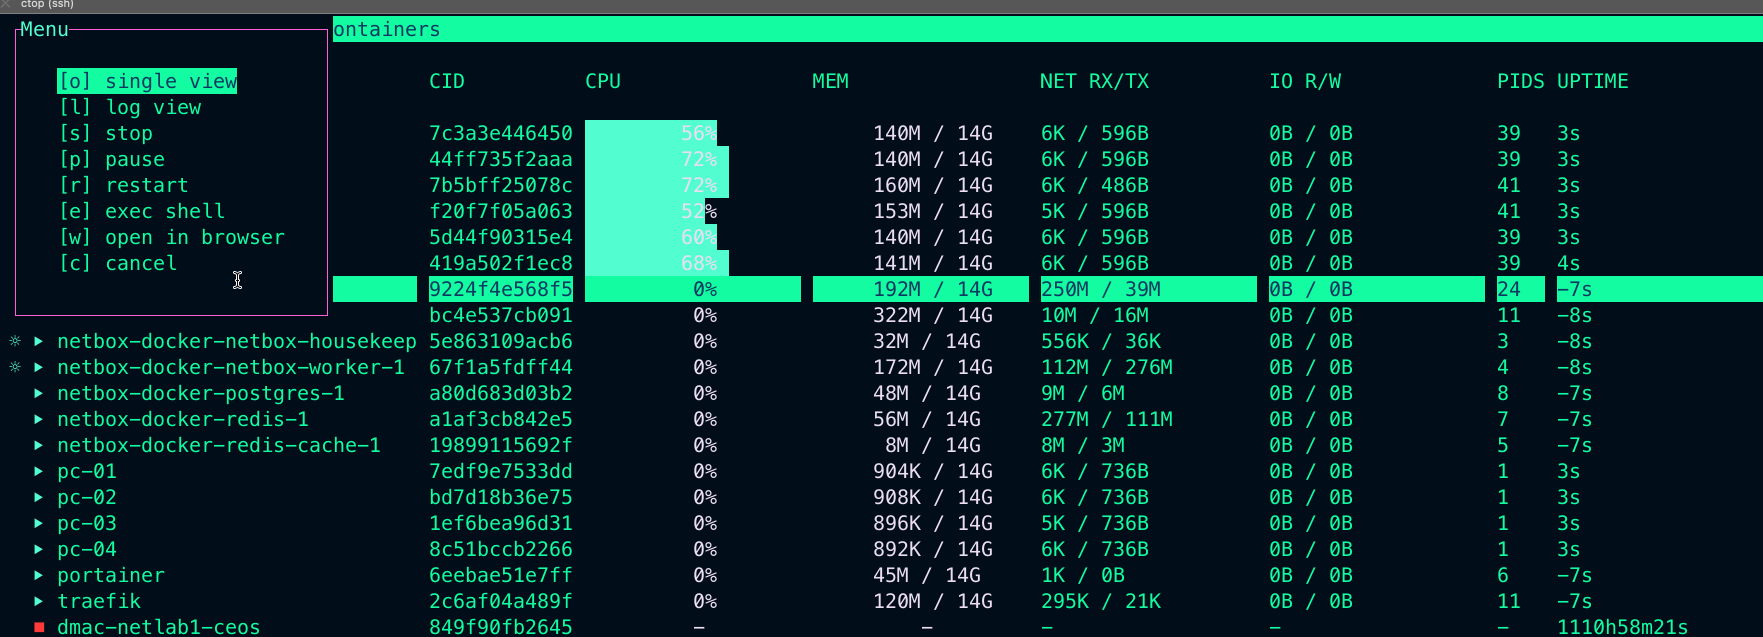 ctop (ssh)
Menu ontainers
[o] single view CID CPU MEM NET RX/TX IO R/W PIDS UPTIME
[l] log view
[s] stop 7c3a3e446450 56% 140M / 14G 6K / 596B 0B / 0B 39 3s
[p] pause 44ff735f2aaa 72% 140M / 14G 6K / 596B 0B / 0B 39 3s
[r] restart 7b5bff25078c 72% 160M / 14G 6K / 486B 0B / 0B 41 3s
[e] exec shell f20f7f05a063 52% 153M / 14G 5K / 596B 0B / 0B 41 3s
[w] open in browser 5d44f90315e4 60% 140M / 14G 6K / 596B 0B / 0B 39 3s
[c] cancel 419a502f1ec8 68% 141M / 14G 6K / 596B 0B / 0B 39 4s
9224f4e568f5 0% 192M / 14G 250M / 39M 0B / 0B 24 -7s
bc4e537cb091 0% 322M / 14G 10M / 16M 0B / 0B 11 -8s
netbox-docker-netbox-housekeep 5e863109acb6 0% 32M / 14G 556K / 36K 0B / 0B 3 -8s
netbox-docker-netbox-worker-1 67f1a5fdff44 0% 172M / 14G 112M / 276M 0B / 0B 4 -8s
netbox-docker-postgres-1 a80d683d03b2 0% 48M / 14G 9M / 6M 0B / 0B 8 -7s
netbox-docker-redis-1 a1af3cb842e5 0% 56M / 14G 277M / 111M 0B / 0B 7 -7s
netbox-docker-redis-cache-1 19899115692f 0% 8M / 14G 8M / 3M 0B / 0B 5 -7s
pc-01 7edf9e7533dd 0% 904K / 14G 6K / 736B 0B / 0B 1 3s
pc-02 bd7d18b36e75 0% 908K / 14G 6K / 736B 0B / 0B 1 3s
pc-03 1ef6bea96d31 0% 896K / 14G 5K / 736B 0B / 0B 1 3s
pc-04 8c51bccb2266 0% 892K / 14G 6K / 736B 0B / 0B 1 3s
portainer 6eebae51e7ff 0% 45M / 14G 1K / 0B 0B / 0B 6 -7s
traefik 2c6af04a489f 0% 120M / 14G 295K / 21K 0B / 0B 11 -7s
dmac-netlab1-ceos 849f90fb2645 - - - - - 1110h58m21s